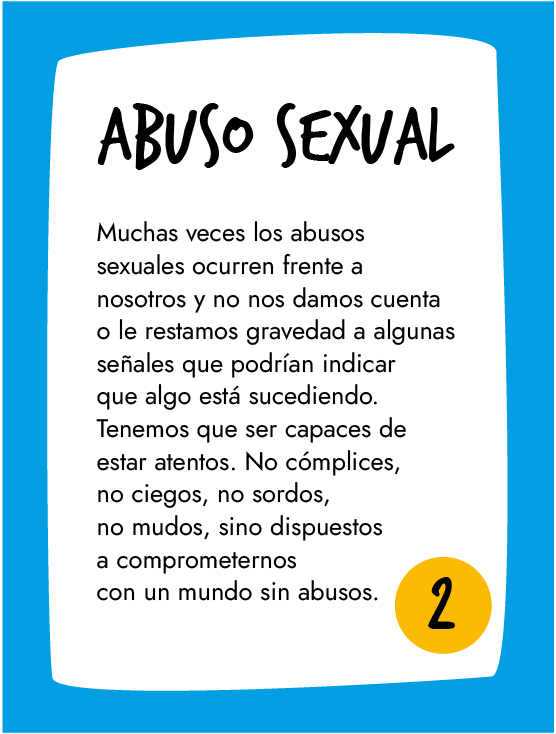 ABUSO SEXUAL
Muchas veces los abusos
sexuales ocurren frente a
nosotros y no nos damos cuenta
o le restamos gravedad a algunas
señales que podrían indicar
que algo está sucediendo.
Tenemos que ser capaces de
estar atentos. No cómplices,
no ciegos, no sordos,
no mudos, sino dispuestos
a comprometernos
con un mundo sin abusos.
2